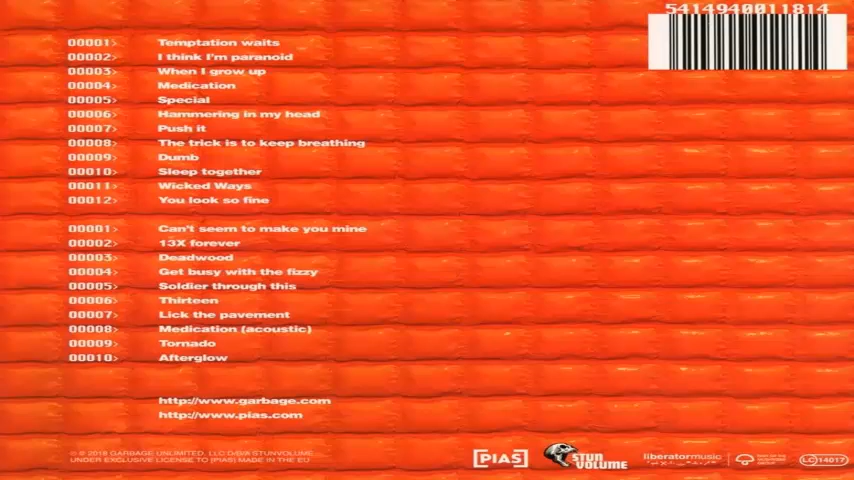 5414940011814
00001> Temptation waits
00002> I think I'm paranoid
00003> When I grow up
00004> Medication
00005> Special
00006> Hammering in my head
00007> Push it
00008> The trick is to keep breathing
00009> Dumb
00010> Sleep together
00011> Wicked Ways
00012> You look so fine
00001> Can't seem to make you mine
00002> 13X forever
00003> Deadwood
00004> Get busy with the fizzy
00005> Soldier through this
00006> Thirteen
00007> Lick the pavement
00008> Medication (acoustic)
00009> Tornado
00010> Afterglow
http://www.garbage.com
http://www.pias.com
℗ © 2018 GARBAGE UNLIMITED, LLC D/B/A STUNVOLUME
UNDER EXCLUSIVE LICENSE TO [PIAS] MADE IN THE EU
[PIAS]
STUN VOLUME
liberatormusic
LC 14017